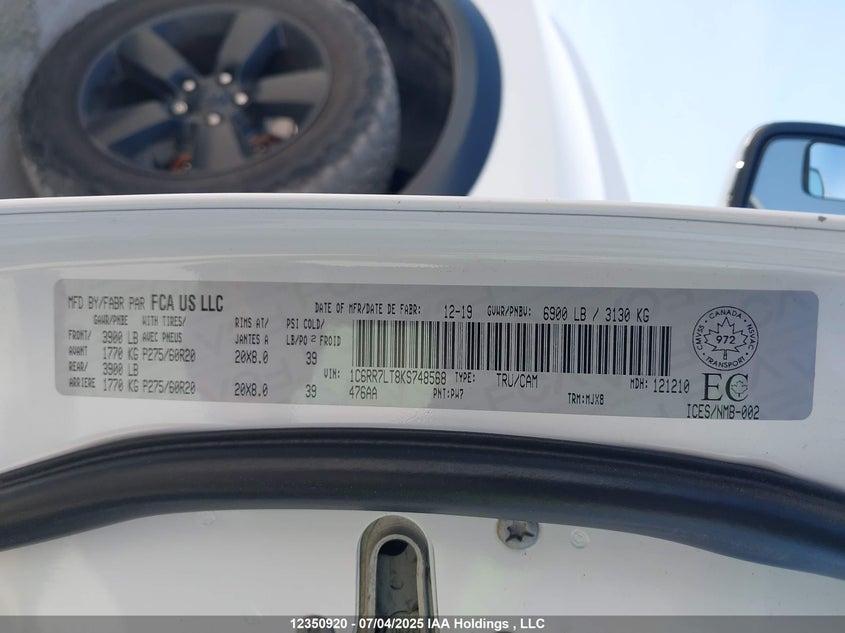 MFD BY/FABR PAR FCA US LLC
DATE OF MFR/DATE DE FABR: 12-19 GVWR/PNBV: 6900 LB / 3130 KG
GAWR/PNBE WITH TIRES/ RIMS AT/ PSI COLD/
FRONT/ 3900 LB AVEC PNEUS JANTES A LB/PO 2 FROID
AVANT 1770 KG P275/60R20 20X8.0 39
REAR/ 3900 LB
ARRIERE 1770 KG P275/60R20 20X8.0 39
VIN: 1C6RR7LT8KS748568 TYPE: TRU/CAM MDH: 121210
476AA PNT:PW7 TRM:MJX8
CMVSS - CANADA - NSVAC
972
TRANSPORT
EC
ICES/NMB-002
12350920 - 07/04/2025 IAA Holdings , LLC